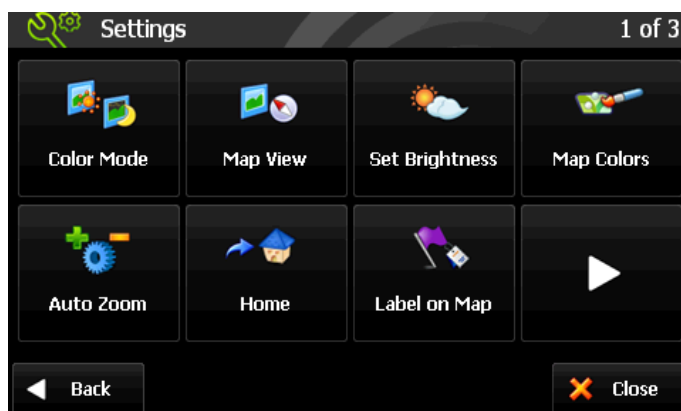 Settings 1 of 3
Color Mode Map View Set Brightness Map Colors
Auto Zoom Home Label on Map
Back Close